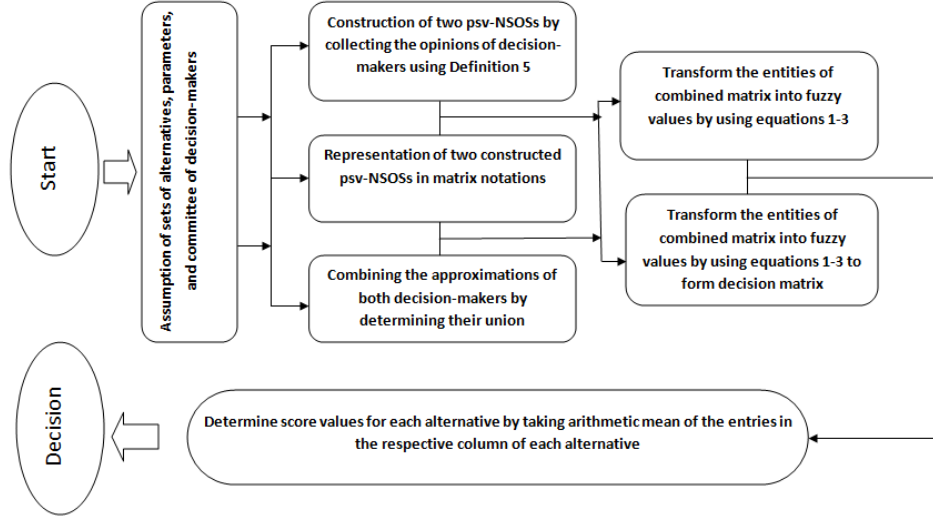 Start
Assumption of sets of alternatives, parameters,
and committee of decision-makers
Construction of two psv-NSOSs by
collecting the opinions of decision-
makers using Definition 5
Representation of two constructed
psv-NSOSs in matrix notations
Combining the approximations of
both decision-makers by
determining their union
Transform the entities of
combined matrix into fuzzy
values by using equations 1-3
Transform the entities of
combined matrix into fuzzy
values by using equations 1-3 to
form decision matrix
Determine score values for each alternative by taking arithmetic mean of the entries in
the respective column of each alternative
Decision